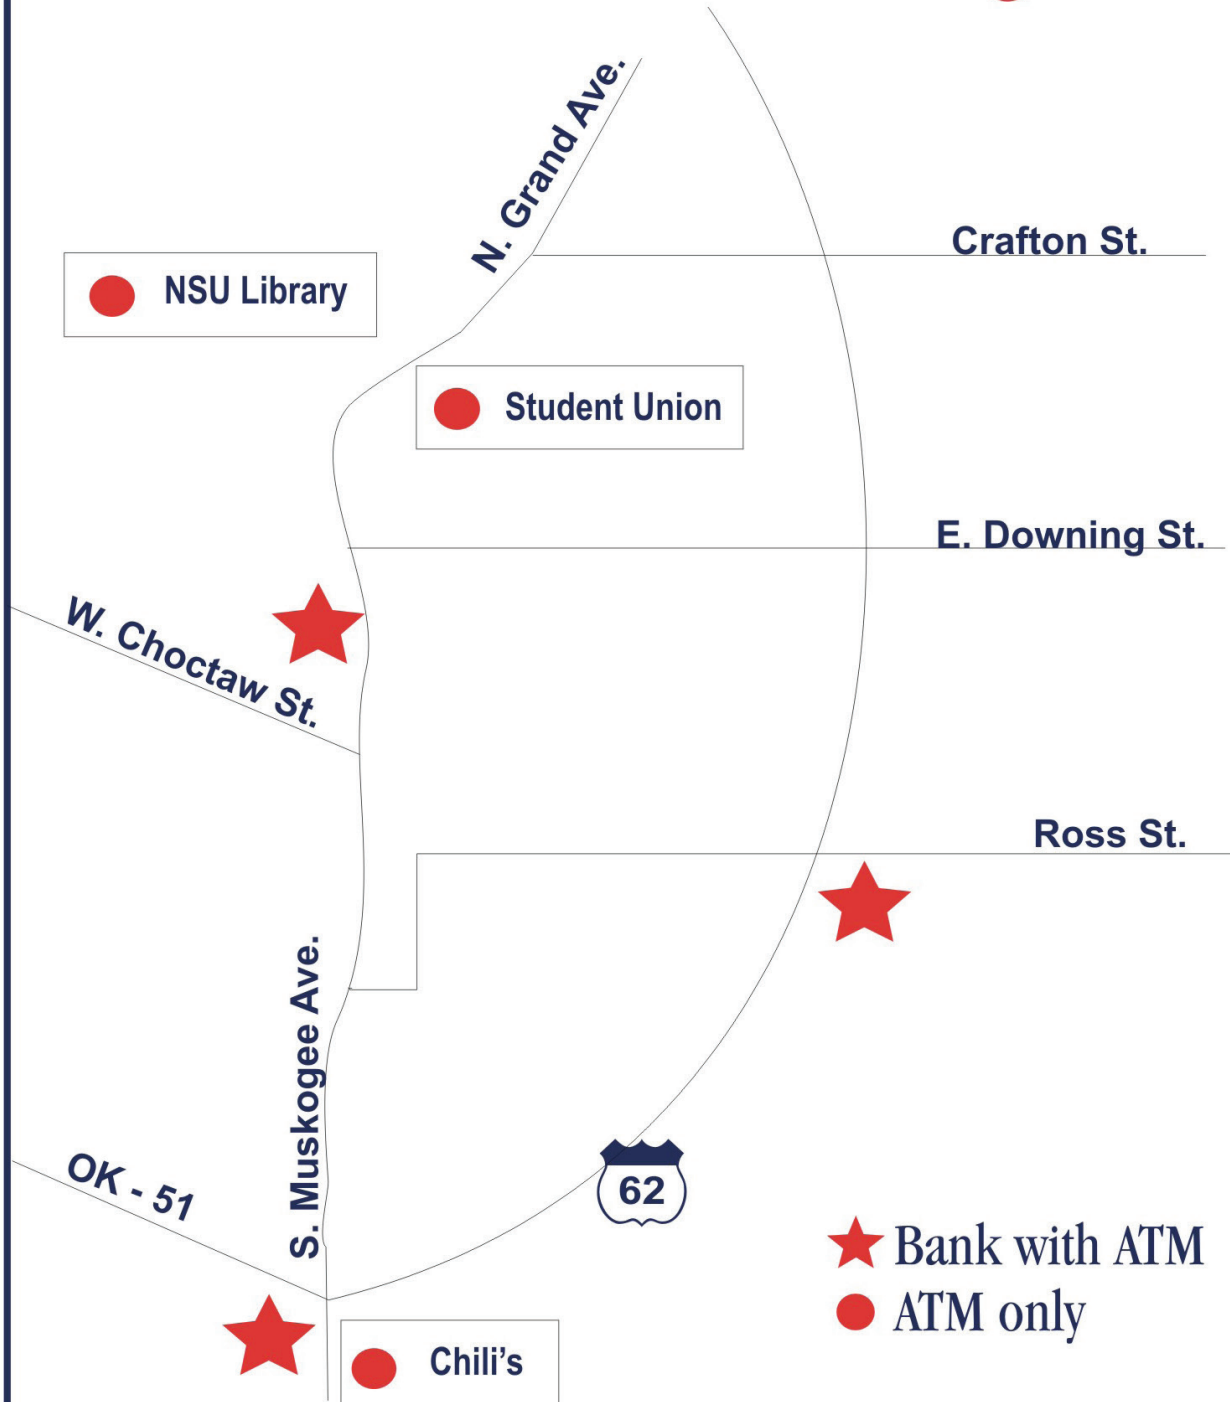 N. Grand Ave.
Crafton St.
NSU Library
Student Union
E. Downing St.
W. Choctaw St.
Ross St.
S. Muskogee Ave.
OK - 51
62
Bank with ATM
ATM only
Chili's